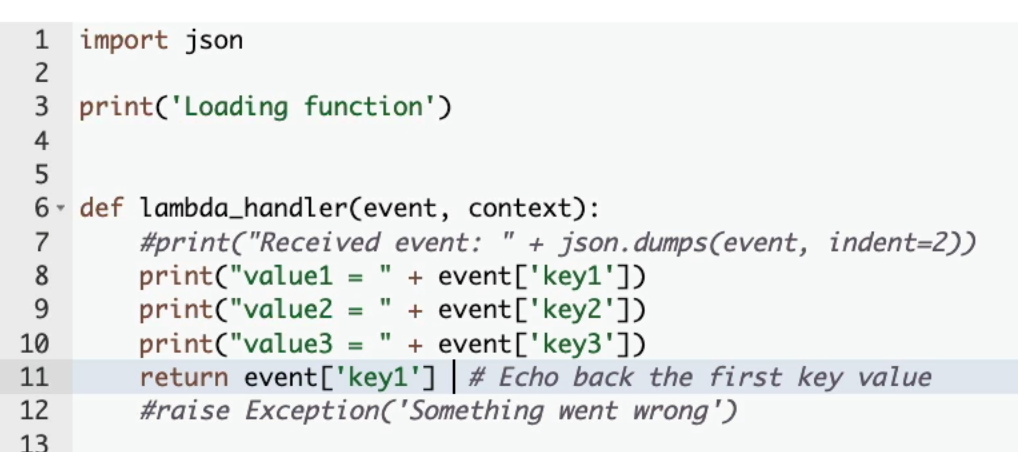 1 import json
2
3 print('Loading function')
4
5
6 def lambda_handler(event, context):
7     #print("Received event: " + json.dumps(event, indent=2))
8     print("value1 = " + event['key1'])
9     print("value2 = " + event['key2'])
10     print("value3 = " + event['key3'])
11     return event['key1']  # Echo back the first key value
12     #raise Exception('Something went wrong')
13